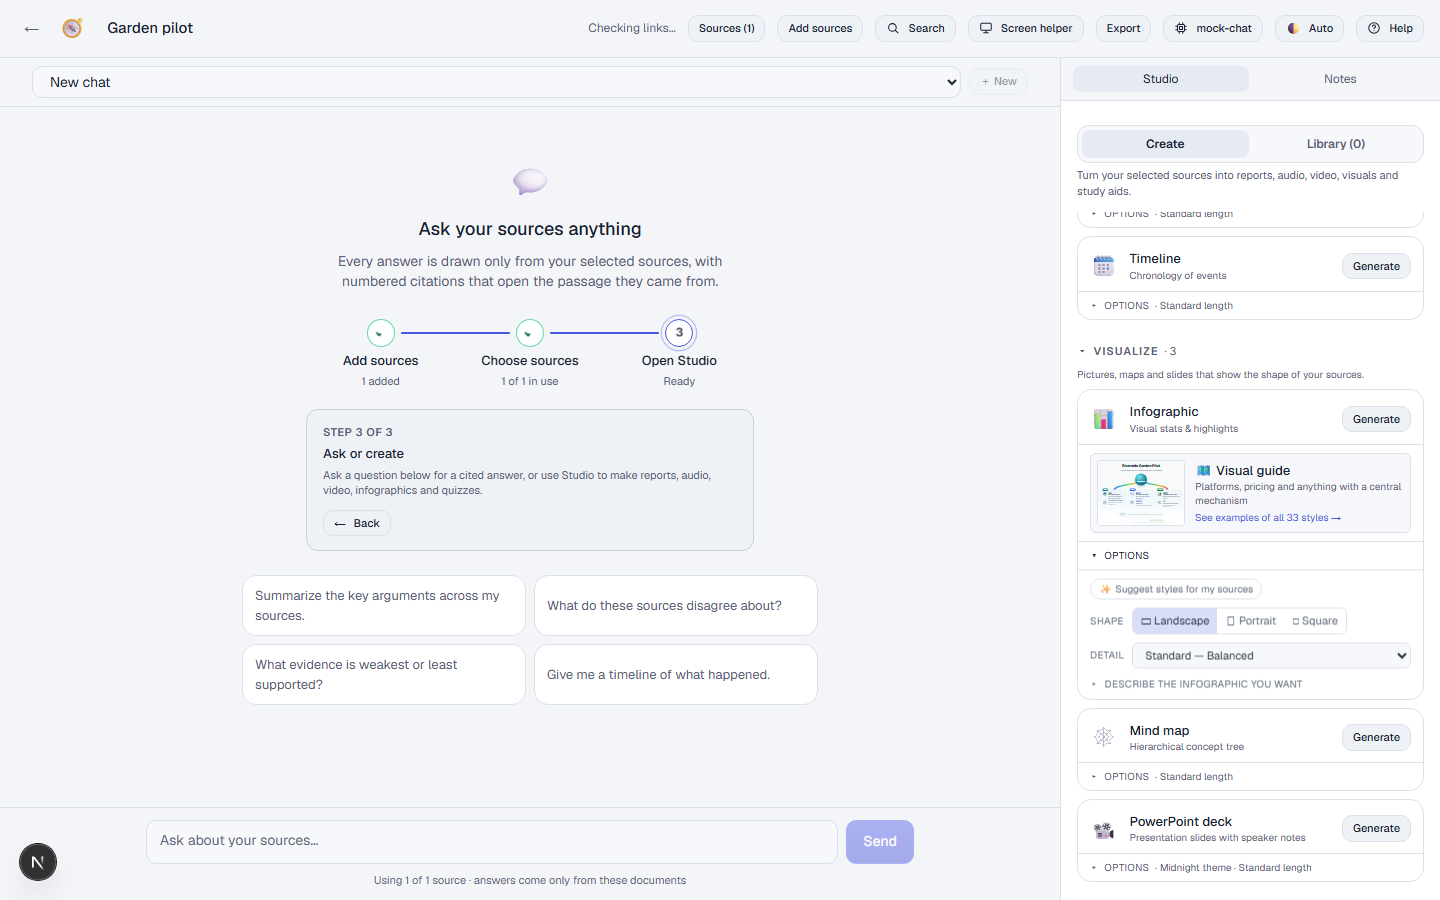 Garden pilot
Checking links...
Sources (1)
Add sources
Search
Screen helper
Export
mock-chat
Auto
Help
New chat
+ New
Ask your sources anything
Every answer is drawn only from your selected sources, with
numbered citations that open the passage they came from.
3
Add sources
Choose sources
Open Studio
1 added
1 of 1 in use
Ready
STEP 3 OF 3
Ask or create
Ask a question below for a cited answer, or use Studio to make reports, audio,
video, infographics and quizzes.
← Back
Summarize the key arguments across my
sources.
What do these sources disagree about?
What evidence is weakest or least
supported?
Give me a timeline of what happened.
Ask about your sources...
Send
Using 1 of 1 source · answers come only from these documents
N
Studio
Notes
Create
Library (0)
Turn your selected sources into reports, audio, video, visuals and
study aids.
OPTIONS · Standard length
Timeline
Chronology of events
Generate
OPTIONS · Standard length
VISUALIZE · 3
Pictures, maps and slides that show the shape of your sources.
Infographic
Visual stats & highlights
Generate
Riverside Garden Pilot
Visual guide
Platforms, pricing and anything with a central
mechanism
See examples of all 33 styles →
OPTIONS
Suggest styles for my sources
SHAPE
Landscape
Portrait
Square
DETAIL
Standard — Balanced
DESCRIBE THE INFOGRAPHIC YOU WANT
Mind map
Hierarchical concept tree
Generate
OPTIONS · Standard length
PowerPoint deck
Presentation slides with speaker notes
Generate
OPTIONS · Midnight theme · Standard length